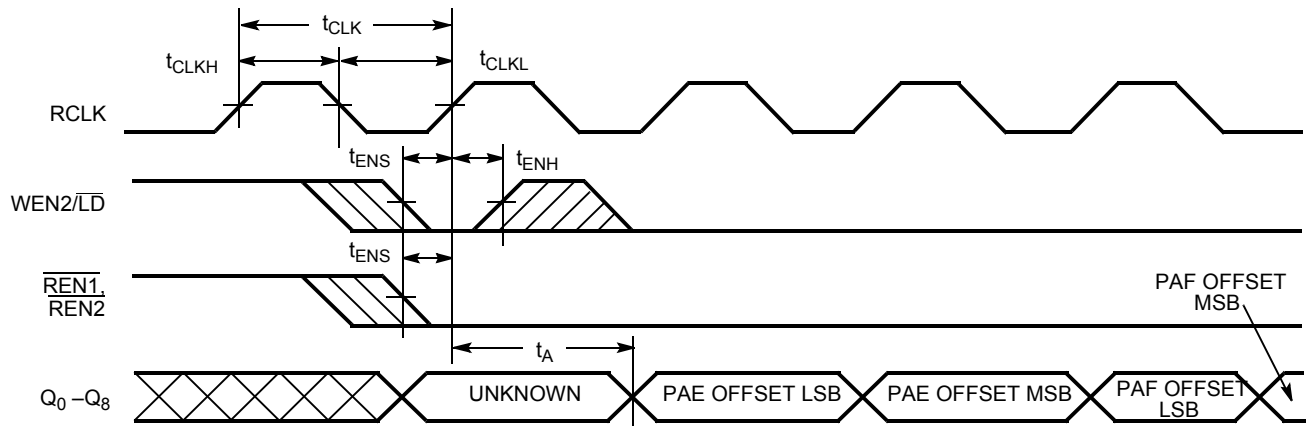 tCLK
tCLKH
tCLKL
RCLK
tENS
tENH
WEN2/LD
tENS
REN1,
REN2
PAF OFFSET
MSB
tA
Q0 –Q8
UNKNOWN
PAE OFFSET LSB
PAE OFFSET MSB
PAF OFFSET
LSB